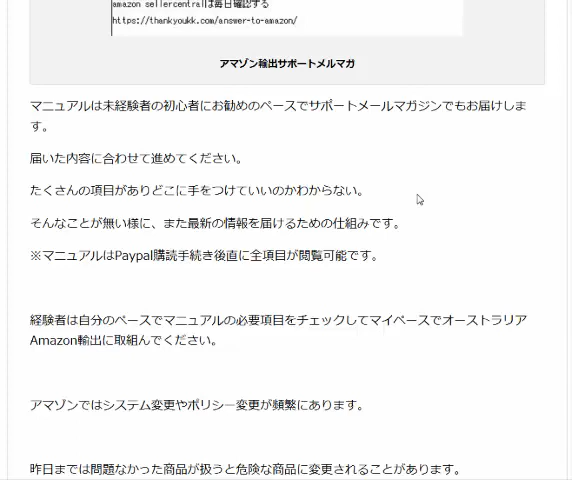 amazon sellercentralは毎日確認する
https://thankyoukk.com/answer-to-amazon/
アマゾン輸出サポートメルマガ
マニュアルは未経験者の初心者にお勧めのペースでサポートメールマガジンでもお届けしま
す。
届いた内容に合わせて進めてください。
たくさんの項目がありどこに手をつけていいのかわからない。
そんなことが無い様に、また最新の情報を届けるための仕組みです。
※マニュアルはPaypal購読手続き後直に全項目が閲覧可能です。
経験者は自分のペースでマニュアルの必要項目をチェックしてマイペースでオーストラリア
Amazon輸出に取組んでください。
アマゾンではシステム変更やポリシー変更が頻繁にあります。
昨日までは問題なかった商品が扱うと危険な商品に変更されることがあります。